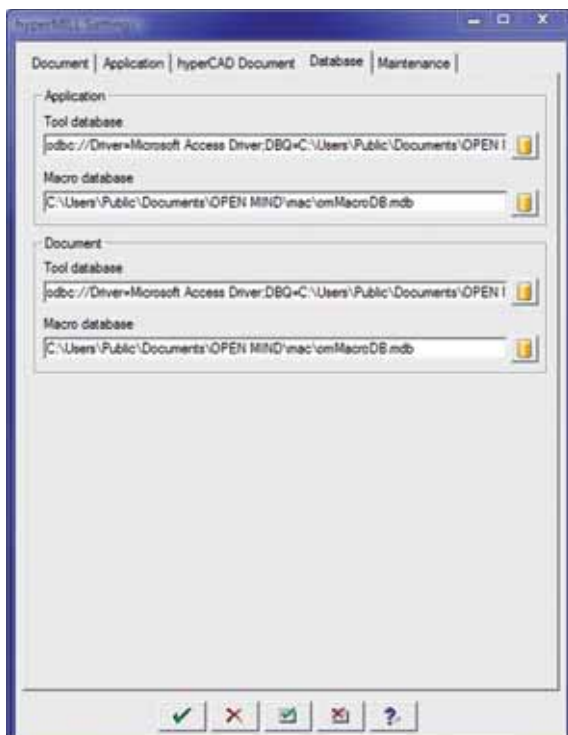 hyperMILL Settings
Document | Application | hyperCAD Document Database | Maintenance |
Application
Tool database
odbc://Driver=Microsoft Access Driver;DBQ=C:\Users\Public\Documents\OPEN
Macro database
C:\Users\Public\Documents\OPEN MIND\mac\omMacroDB.mdb
Document
Tool database
odbc://Driver=Microsoft Access Driver;DBQ=C:\Users\Public\Documents\OPEN
Macro database
C:\Users\Public\Documents\OPEN MIND\mac\omMacroDB.mdb